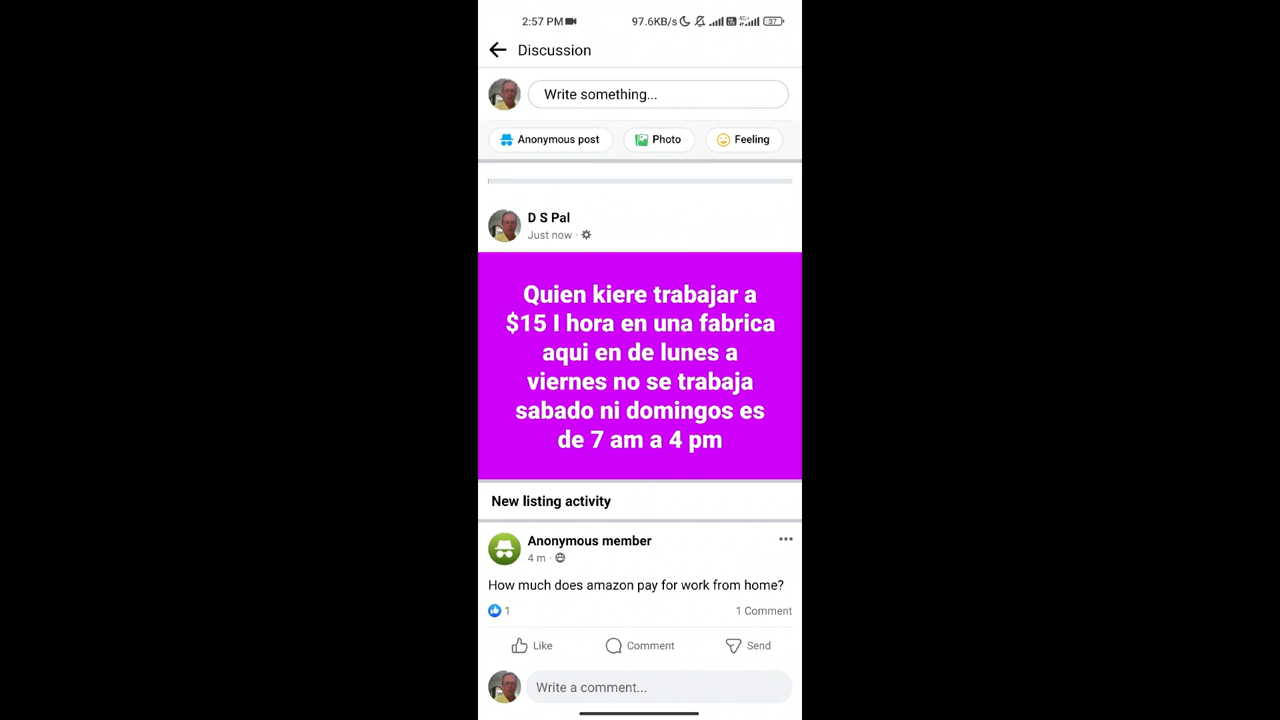 2:57 PM 97.6KB/s 4G+ 37
Discussion
Write something...
Anonymous post Photo Feeling
D S Pal
Just now ·
Quien kiere trabajar a
$15 l hora en una fabrica
aqui en de lunes a
viernes no se trabaja
sabado ni domingos es
de 7 am a 4 pm
New listing activity
Anonymous member
4 m ·
How much does amazon pay for work from home?
1 1 Comment
Like Comment Send
Write a comment...